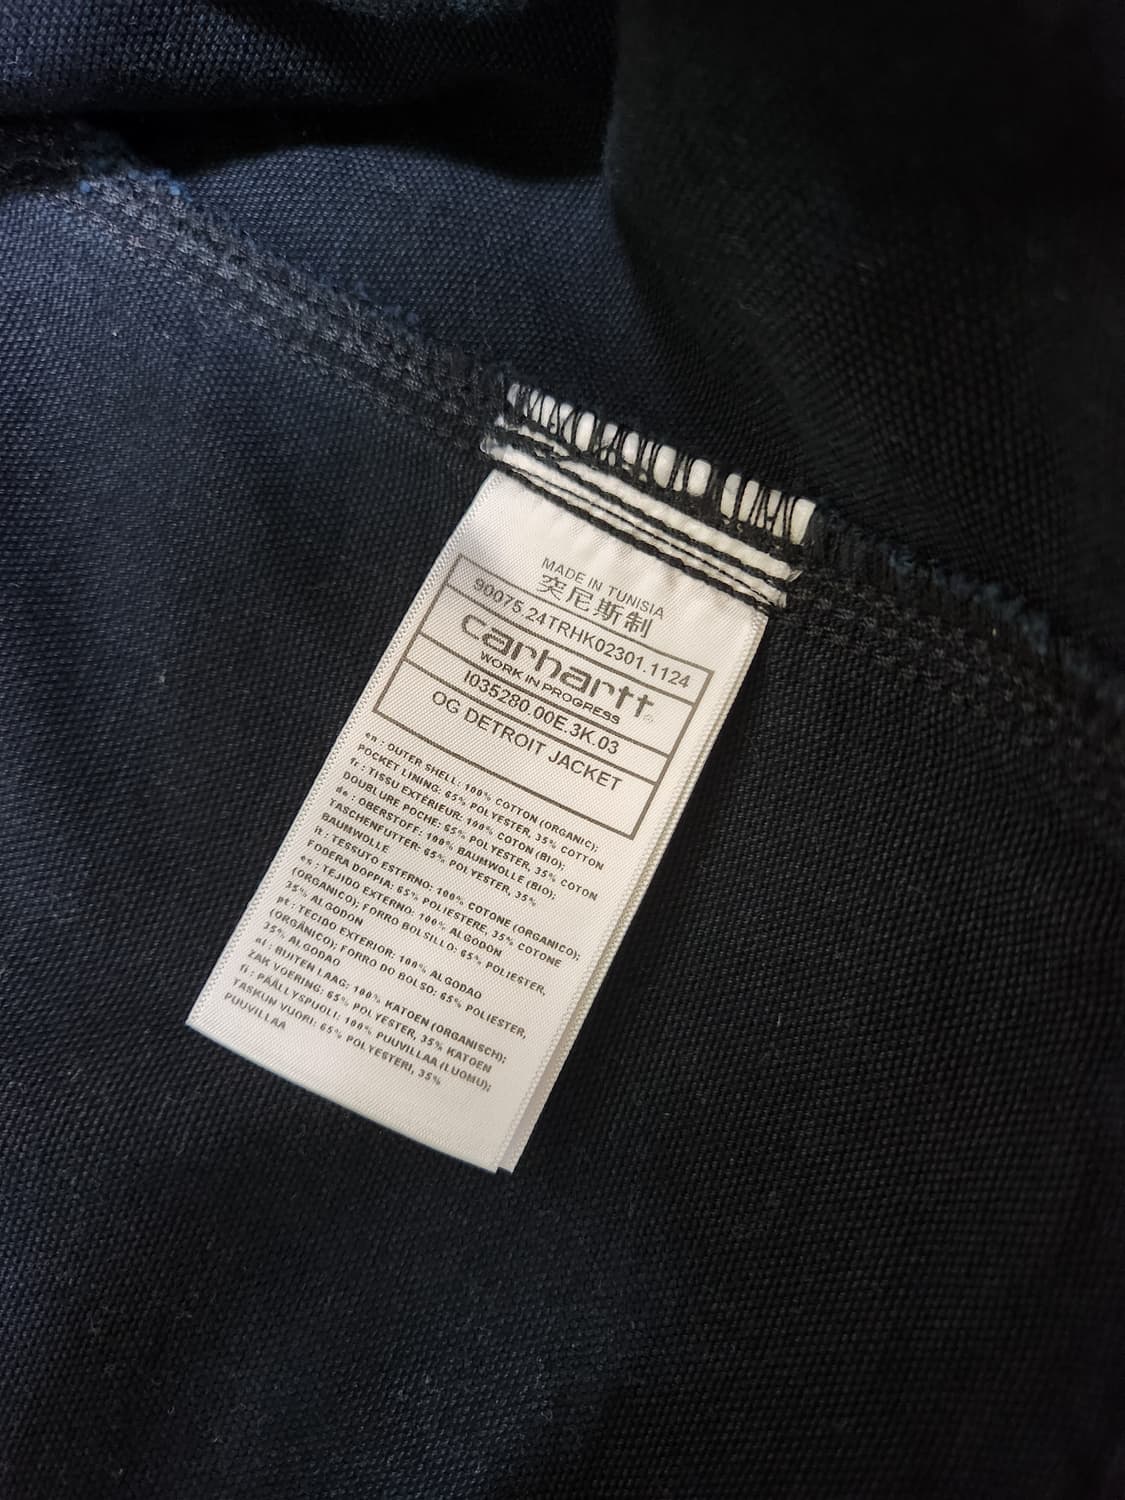 MADE IN TUNISIA
突尼斯制
90075.24TRHK02301.1124
carhartt
WORK IN PROGRESS
I035280.00E.3K.03
OG DETROIT JACKET
en : OUTER SHELL: 100% COTTON (ORGANIC);
POCKET LINING: 65% POLYESTER, 35% COTTON
fr : TISSU EXTÉRIEUR: 100% COTON (BIO);
DOUBLURE POCHE: 65% POLYESTER, 35% COTON
de : OBERSTOFF: 100% BAUMWOLLE (BIO);
TASCHENFUTTER: 65% POLYESTER, 35%
BAUMWOLLE
it : TESSUTO ESTERNO: 100% COTONE (ORGANICO);
FODERA DOPPIA: 65% POLIESTERE, 35% COTONE
es : TEJIDO EXTERNO: 100% ALGODON
(ORGANICO); FORRO BOLSILLO: 65% POLIESTER,
35% ALGODON
pt : TECIDO EXTERIOR: 100% ALGODAO
(ORGÂNICO); FORRO DO BOLSO: 65% POLIESTER,
35% ALGODAO
nl : BUITEN LAAG: 100% KATOEN (ORGANISCH);
ZAK VOERING: 65% POLYESTER, 35% KATOEN
fi : PÄÄLLYSPUOLI: 100% PUUVILLAA (LUOMU);
TASKUN VUORI: 65% POLYESTERI, 35%
PUUVILLAA